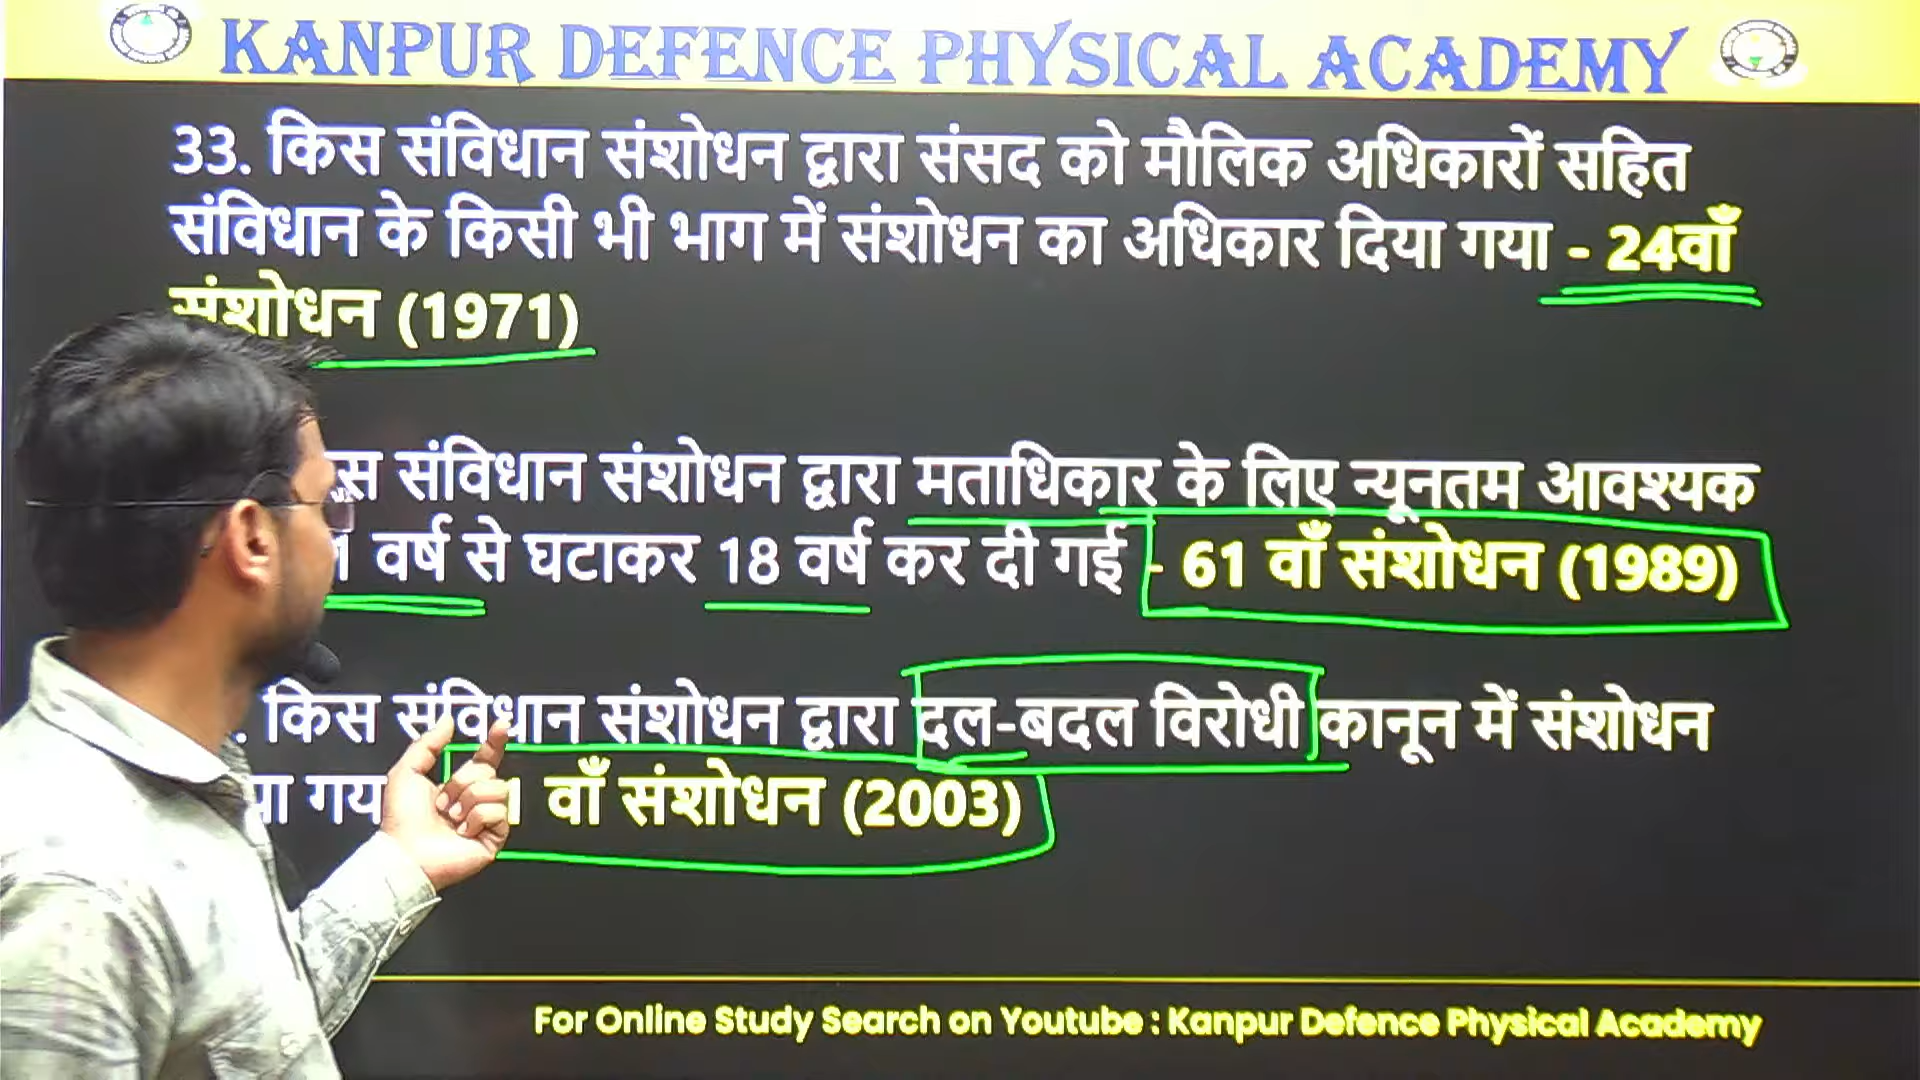 KANPUR DEFENCE PHYSICAL ACADEMY
33. किस संविधान संशोधन द्वारा संसद को मौलिक अधिकारों सहित
संविधान के किसी भी भाग में संशोधन का अधिकार दिया गया - 24वाँ
संशोधन (1971)
संविधान संशोधन द्वारा मताधिकार के लिए न्यूनतम आवश्यक
वर्ष से घटाकर 18 वर्ष कर दी गई - 61 वाँ संशोधन (1989)
किस संविधान संशोधन द्वारा दल-बदल विरोधी कानून में संशोधन
वाँ संशोधन (2003)
For Online Study Search on Youtube : Kanpur Defence Physical Academy